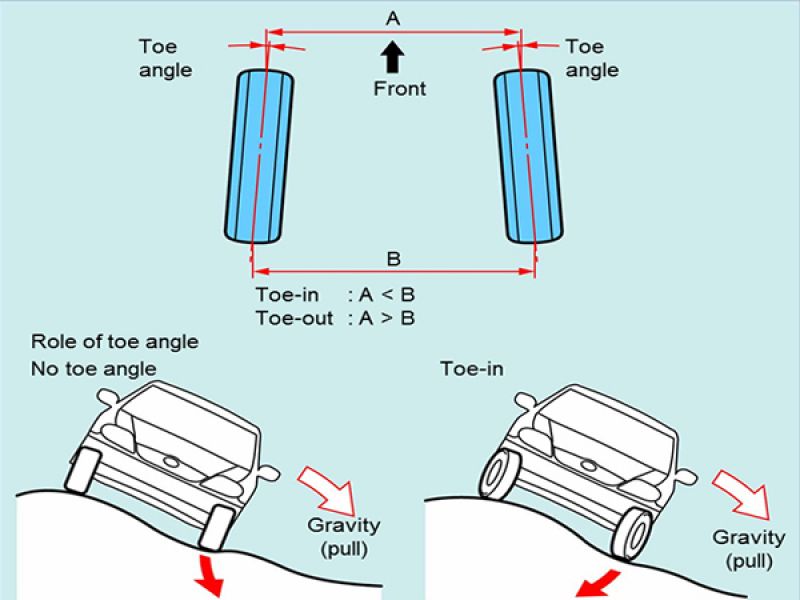 A
Toe
angle
Toe
angle
Front
B
Toe-in : A < B
Toe-out : A > B
Role of toe angle
No toe angle
Toe-in
Gravity
(pull)
Gravity
(pull)